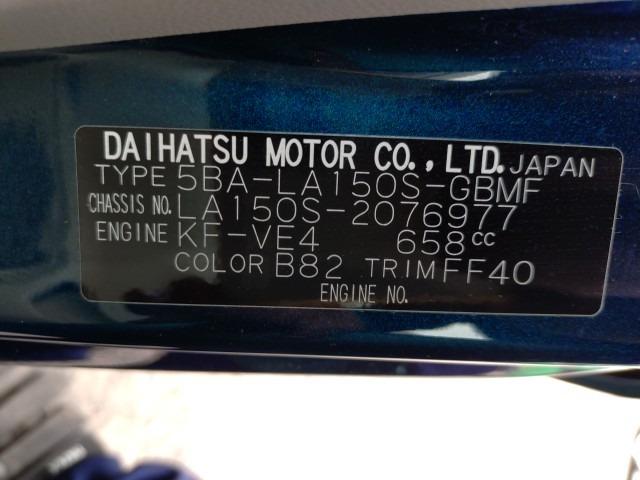 DAIHATSU MOTOR CO., LTD. JAPAN
TYPE 5BA-LA150S-GBMF
CHASSIS NO. LA150S-2076977
ENGINE KF-VE4 658cc
COLOR B82 TRIM FF40
ENGINE NO.